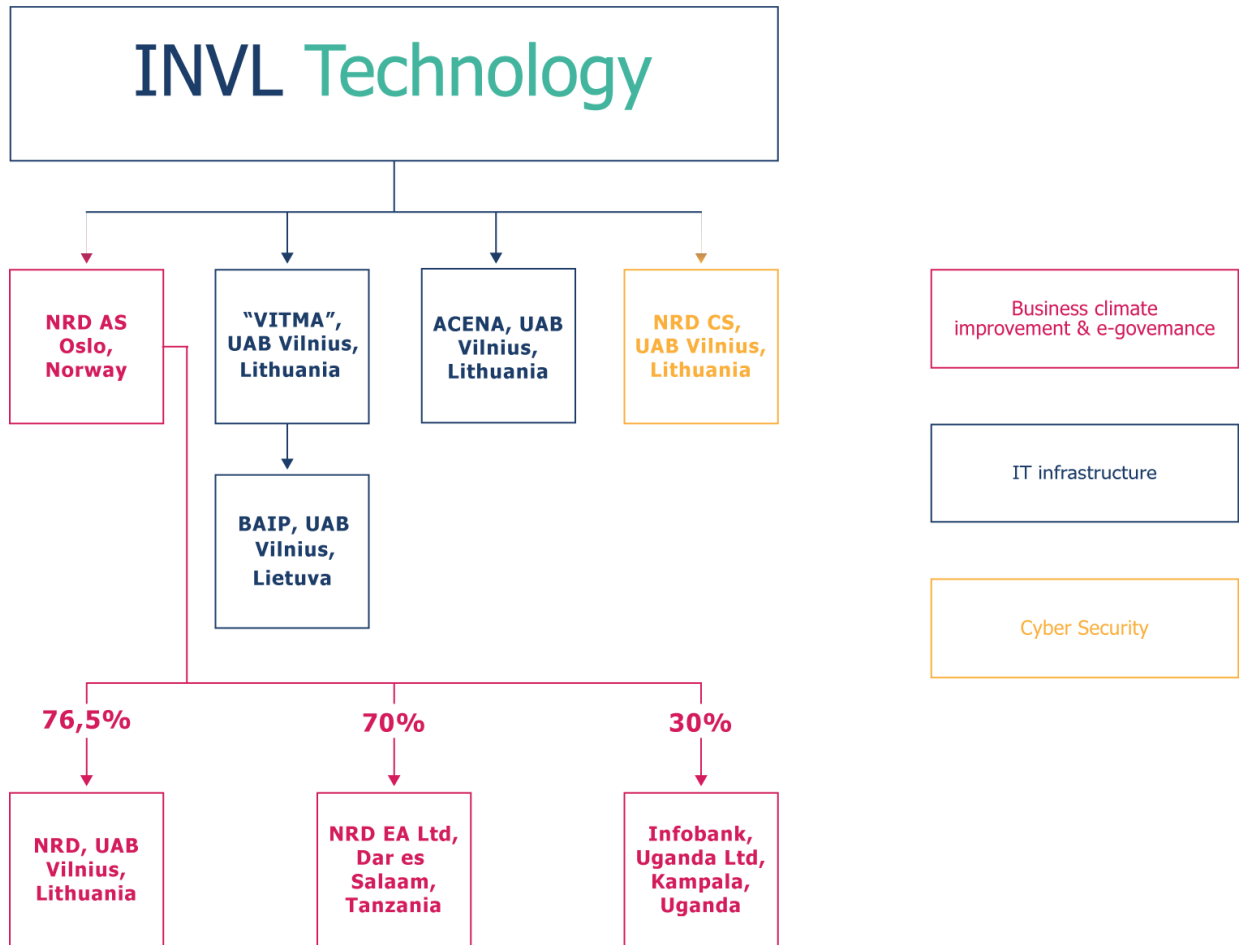 INVL Technology
NRD AS
Oslo,
Norway
“VITMA”,
UAB Vilnius,
Lithuania
ACENA, UAB
Vilnius,
Lithuania
NRD CS,
UAB Vilnius,
Lithuania
Business climate
improvement & e-govemance
IT infrastructure
BAIP, UAB
Vilnius,
Lietuva
Cyber Security
76,5%
70%
30%
NRD, UAB
Vilnius,
Lithuania
NRD EA Ltd,
Dar es
Salaam,
Tanzania
Infobank,
Uganda Ltd,
Kampala,
Uganda